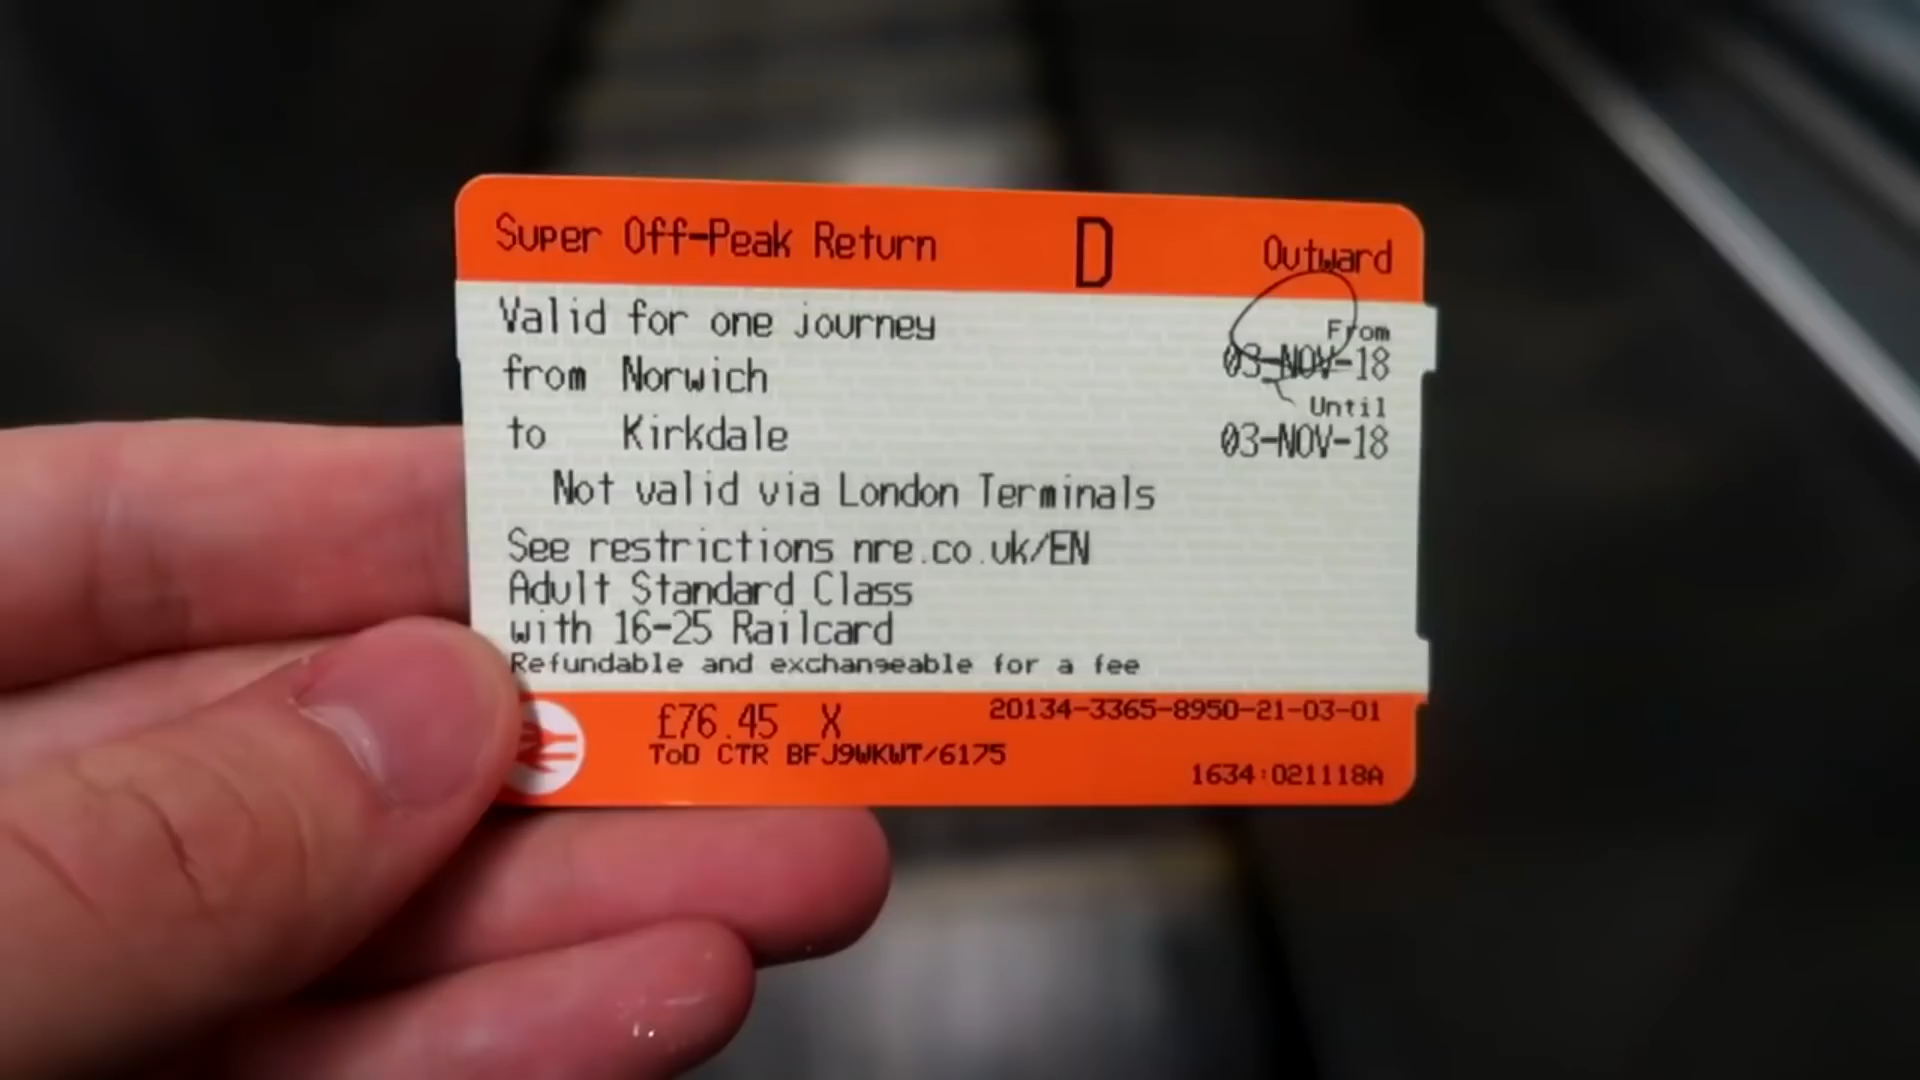 Super Off-Peak Return D Outward
Valid for one journey
From
from Norwich 03-NOV-18
Until
to Kirkdale 03-NOV-18
Not valid via London Terminals
See restrictions nre.co.uk/EN
Adult Standard Class
with 16-25 Railcard
Refundable and exchangeable for a fee
£76.45 X 20134-3365-8950-21-03-01
ToD CTR BFJ9WKWT/6175
1634:021118A